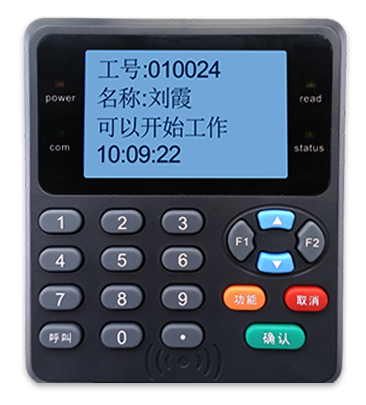 工号:010024
名称:刘霞
可以开始工作
10:09:22
power
read
com
status
1 2 3
F1 F2
4 5 6
7 8 9 功能 取消
呼叫 0 . 确认